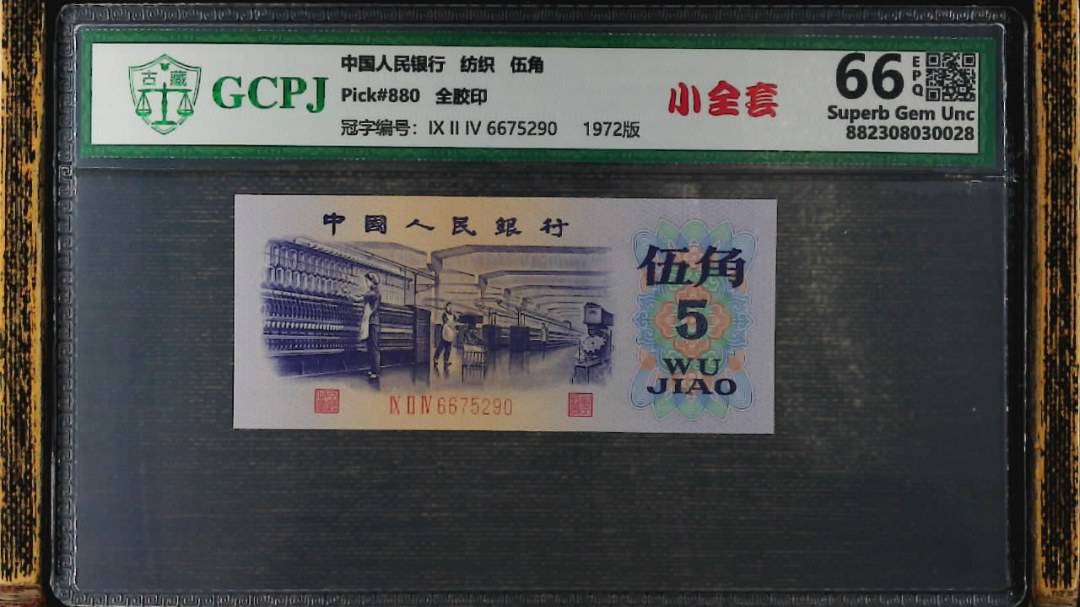 古藏
GCPJ
中国人民银行 纺织 伍角
Pick#880 全胶印
冠字编号: IX II IV 6675290 1972版
小全套
66
EPQ
Superb Gem Unc
882308030028
中國人民銀行
伍角
5
WU
JIAO
IX II IV 6675290